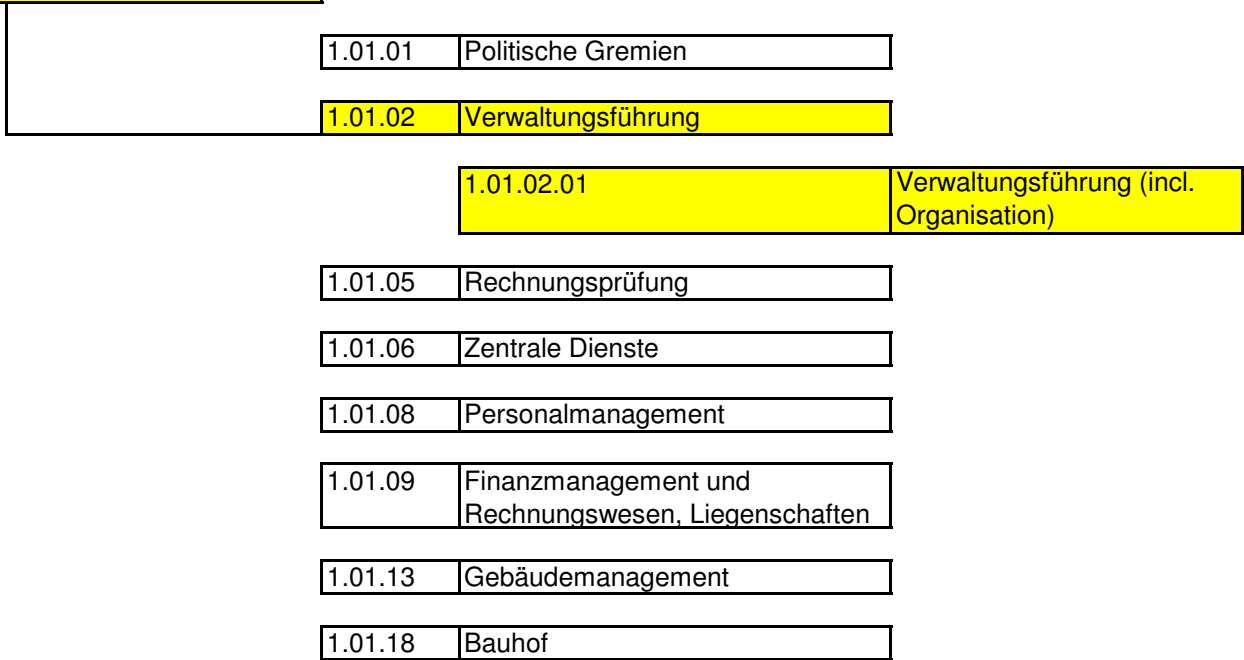 1.01.01 Politische Gremien
1.01.02 Verwaltungsführung
1.01.02.01 Verwaltungsführung (incl.
Organisation)
1.01.05 Rechnungsprüfung
1.01.06 Zentrale Dienste
1.01.08 Personalmanagement
1.01.09 Finanzmanagement und
Rechnungswesen, Liegenschaften
1.01.13 Gebäudemanagement
1.01.18 Bauhof